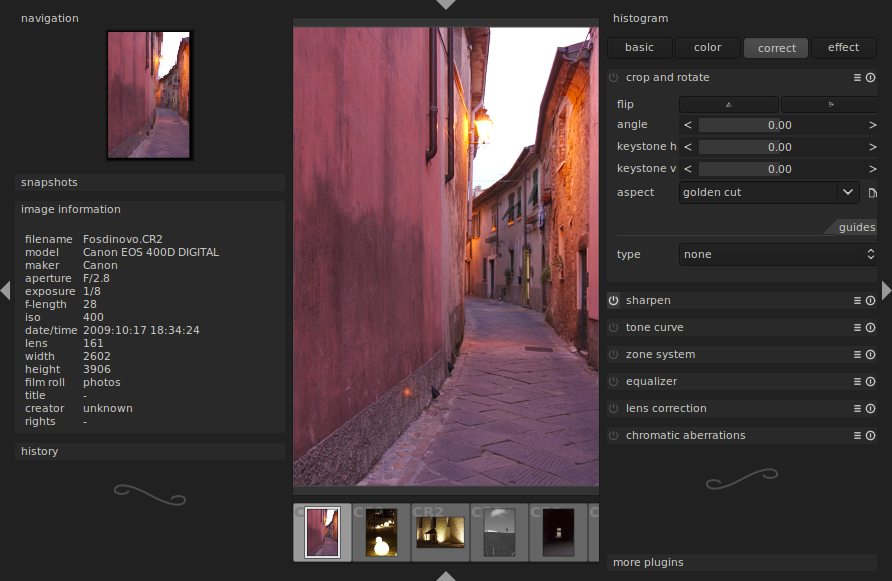 navigation
snapshots
image information
filename Fosdinovo.CR2
model Canon EOS 400D DIGITAL
maker Canon
aperture F/2.8
exposure 1/8
f-length 28
iso 400
date/time 2009:10:17 18:34:24
lens 161
width 2602
height 3906
film roll photos
title -
creator unknown
rights -
history
CR2
histogram
basic color correct effect
crop and rotate
flip
angle < 0.00 >
keystone h < 0.00 >
keystone v < 0.00 >
aspect golden cut
guides
type none
sharpen
tone curve
zone system
equalizer
lens correction
chromatic aberrations
more plugins